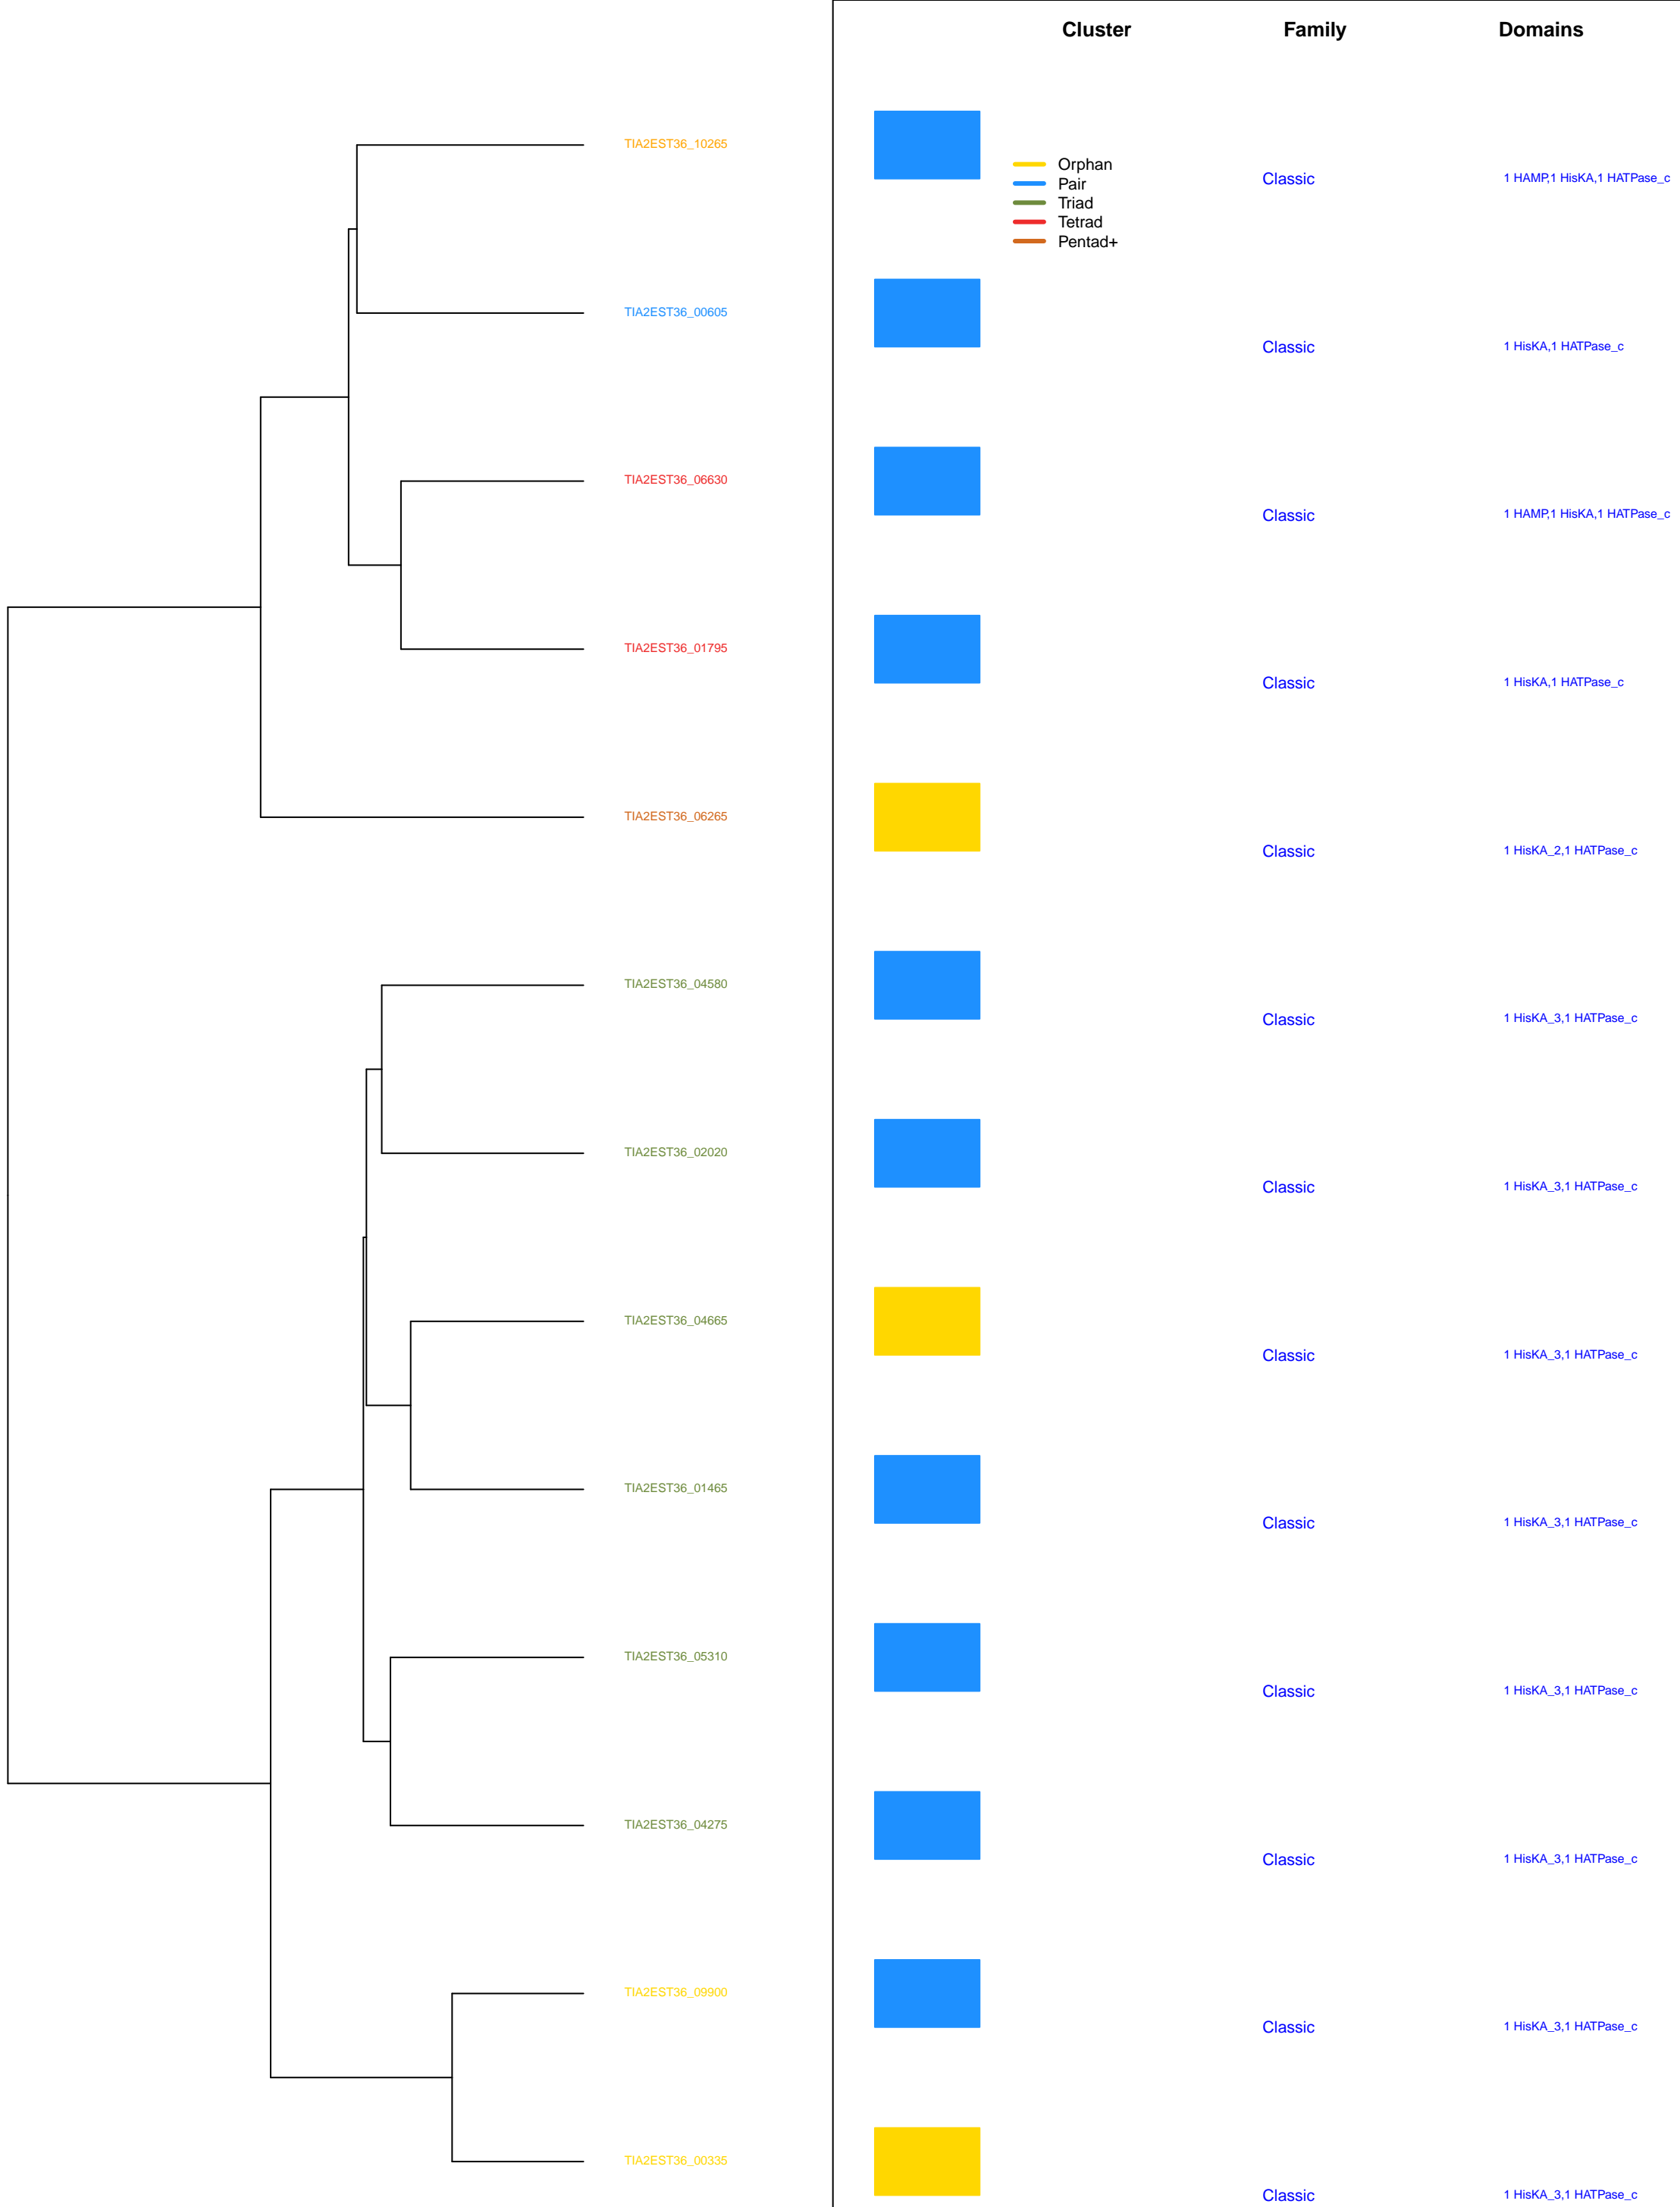 Cluster Family Domains
TIA2EST36_10265
Orphan
Pair
Triad
Tetrad
Pentad+
Classic 1 HAMP,1 HisKA,1 HATPase_c
TIA2EST36_00605
Classic 1 HisKA,1 HATPase_c
TIA2EST36_06630
Classic 1 HAMP,1 HisKA,1 HATPase_c
TIA2EST36_01795
Classic 1 HisKA,1 HATPase_c
TIA2EST36_06265
Classic 1 HisKA_2,1 HATPase_c
TIA2EST36_04580
Classic 1 HisKA_3,1 HATPase_c
TIA2EST36_02020
Classic 1 HisKA_3,1 HATPase_c
TIA2EST36_04665
Classic 1 HisKA_3,1 HATPase_c
TIA2EST36_01465
Classic 1 HisKA_3,1 HATPase_c
TIA2EST36_05310
Classic 1 HisKA_3,1 HATPase_c
TIA2EST36_04275
Classic 1 HisKA_3,1 HATPase_c
TIA2EST36_09900
Classic 1 HisKA_3,1 HATPase_c
TIA2EST36_00335
Classic 1 HisKA_3,1 HATPase_c